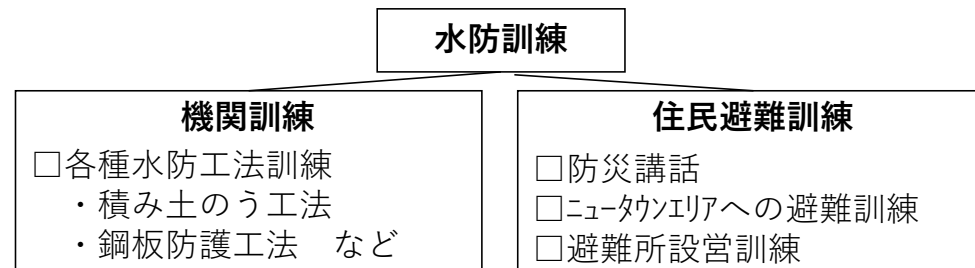 水防訓練
機関訓練
□各種水防工法訓練
・積み土のう工法
・鋼板防護工法　など
住民避難訓練
□防災講話
□ﾆｭｰﾀｳﾝｴﾘｱへの避難訓練
□避難所設営訓練